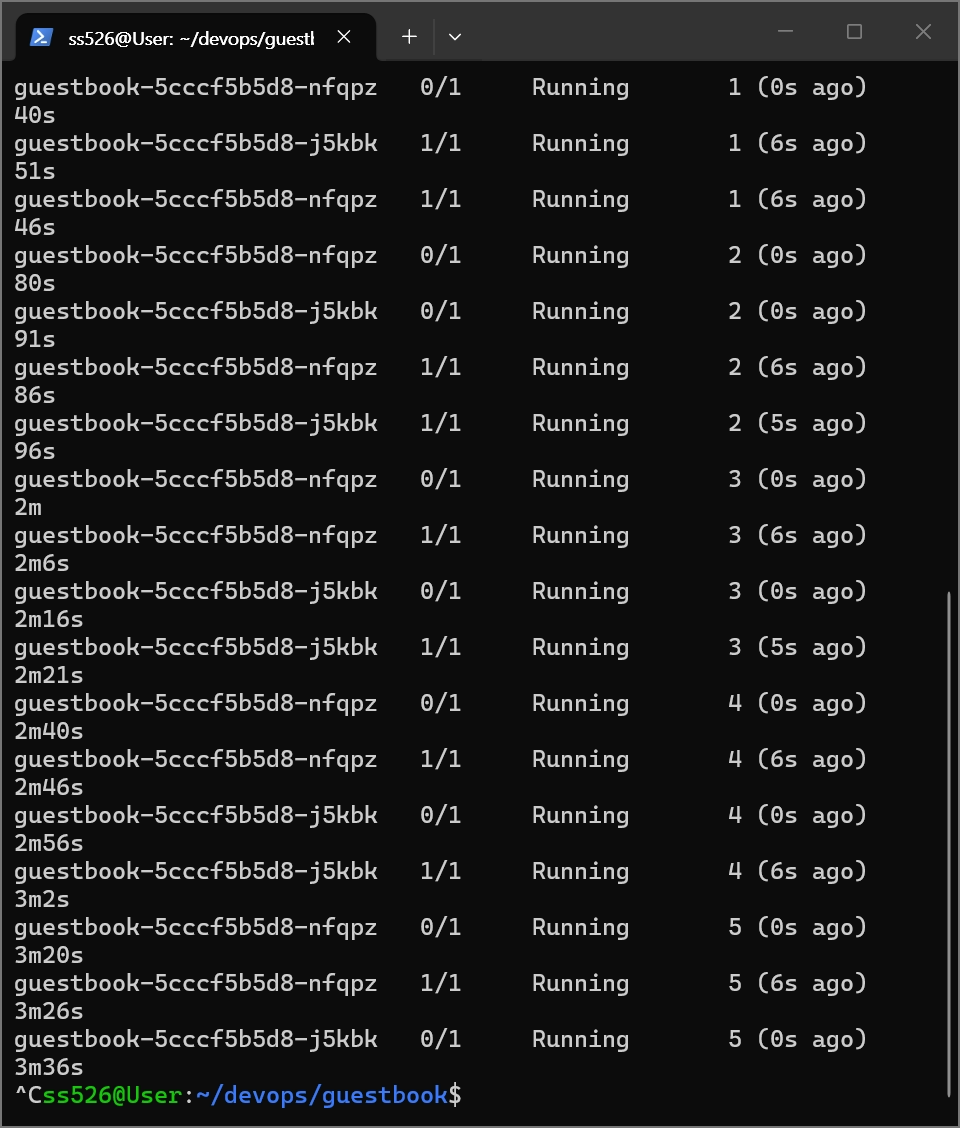 ss526@User: ~/devops/guestl
guestbook-5cccf5b5d8-nfqpz   0/1     Running       1 (0s ago)
40s
guestbook-5cccf5b5d8-j5kbk   1/1     Running       1 (6s ago)
51s
guestbook-5cccf5b5d8-nfqpz   1/1     Running       1 (6s ago)
46s
guestbook-5cccf5b5d8-nfqpz   0/1     Running       2 (0s ago)
80s
guestbook-5cccf5b5d8-j5kbk   0/1     Running       2 (0s ago)
91s
guestbook-5cccf5b5d8-nfqpz   1/1     Running       2 (6s ago)
86s
guestbook-5cccf5b5d8-j5kbk   1/1     Running       2 (5s ago)
96s
guestbook-5cccf5b5d8-nfqpz   0/1     Running       3 (0s ago)
2m
guestbook-5cccf5b5d8-nfqpz   1/1     Running       3 (6s ago)
2m6s
guestbook-5cccf5b5d8-j5kbk   0/1     Running       3 (0s ago)
2m16s
guestbook-5cccf5b5d8-j5kbk   1/1     Running       3 (5s ago)
2m21s
guestbook-5cccf5b5d8-nfqpz   0/1     Running       4 (0s ago)
2m40s
guestbook-5cccf5b5d8-nfqpz   1/1     Running       4 (6s ago)
2m46s
guestbook-5cccf5b5d8-j5kbk   0/1     Running       4 (0s ago)
2m56s
guestbook-5cccf5b5d8-j5kbk   1/1     Running       4 (6s ago)
3m2s
guestbook-5cccf5b5d8-nfqpz   0/1     Running       5 (0s ago)
3m20s
guestbook-5cccf5b5d8-nfqpz   1/1     Running       5 (6s ago)
3m26s
guestbook-5cccf5b5d8-j5kbk   0/1     Running       5 (0s ago)
3m36s
^Css526@User:~/devops/guestbook$